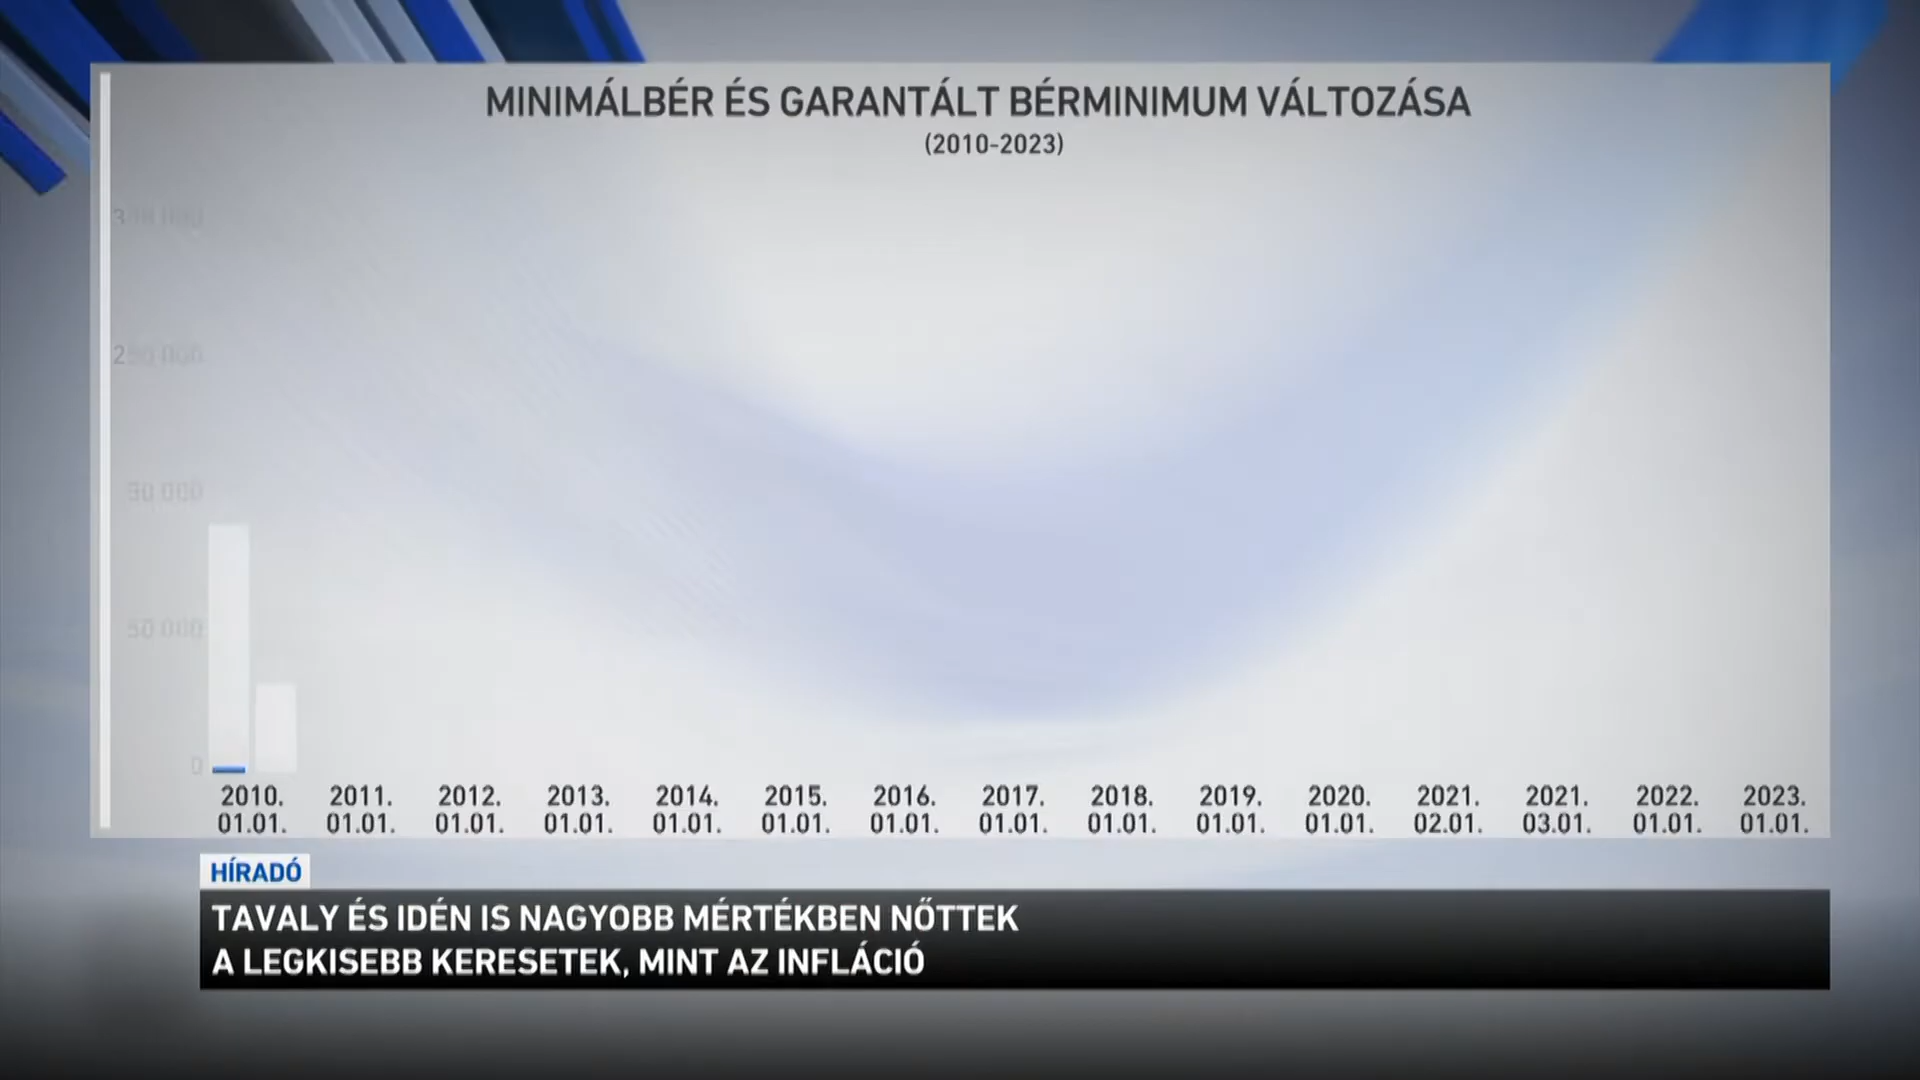 MINIMÁLBÉR ÉS GARANTÁLT BÉRMINIMUM VÁLTOZÁSA
(2010-2023)
50 000
0
2010. 2011. 2012. 2013. 2014. 2015. 2016. 2017. 2018. 2019. 2020. 2021. 2021. 2022. 2023.
01.01. 01.01. 01.01. 01.01. 01.01. 01.01. 01.01. 01.01. 01.01. 01.01. 01.01. 02.01. 03.01. 01.01. 01.01.
HÍRADÓ
TAVALY ÉS IDÉN IS NAGYOBB MÉRTÉKBEN NŐTTEK
A LEGKISEBB KERESETEK, MINT AZ INFLÁCIÓ